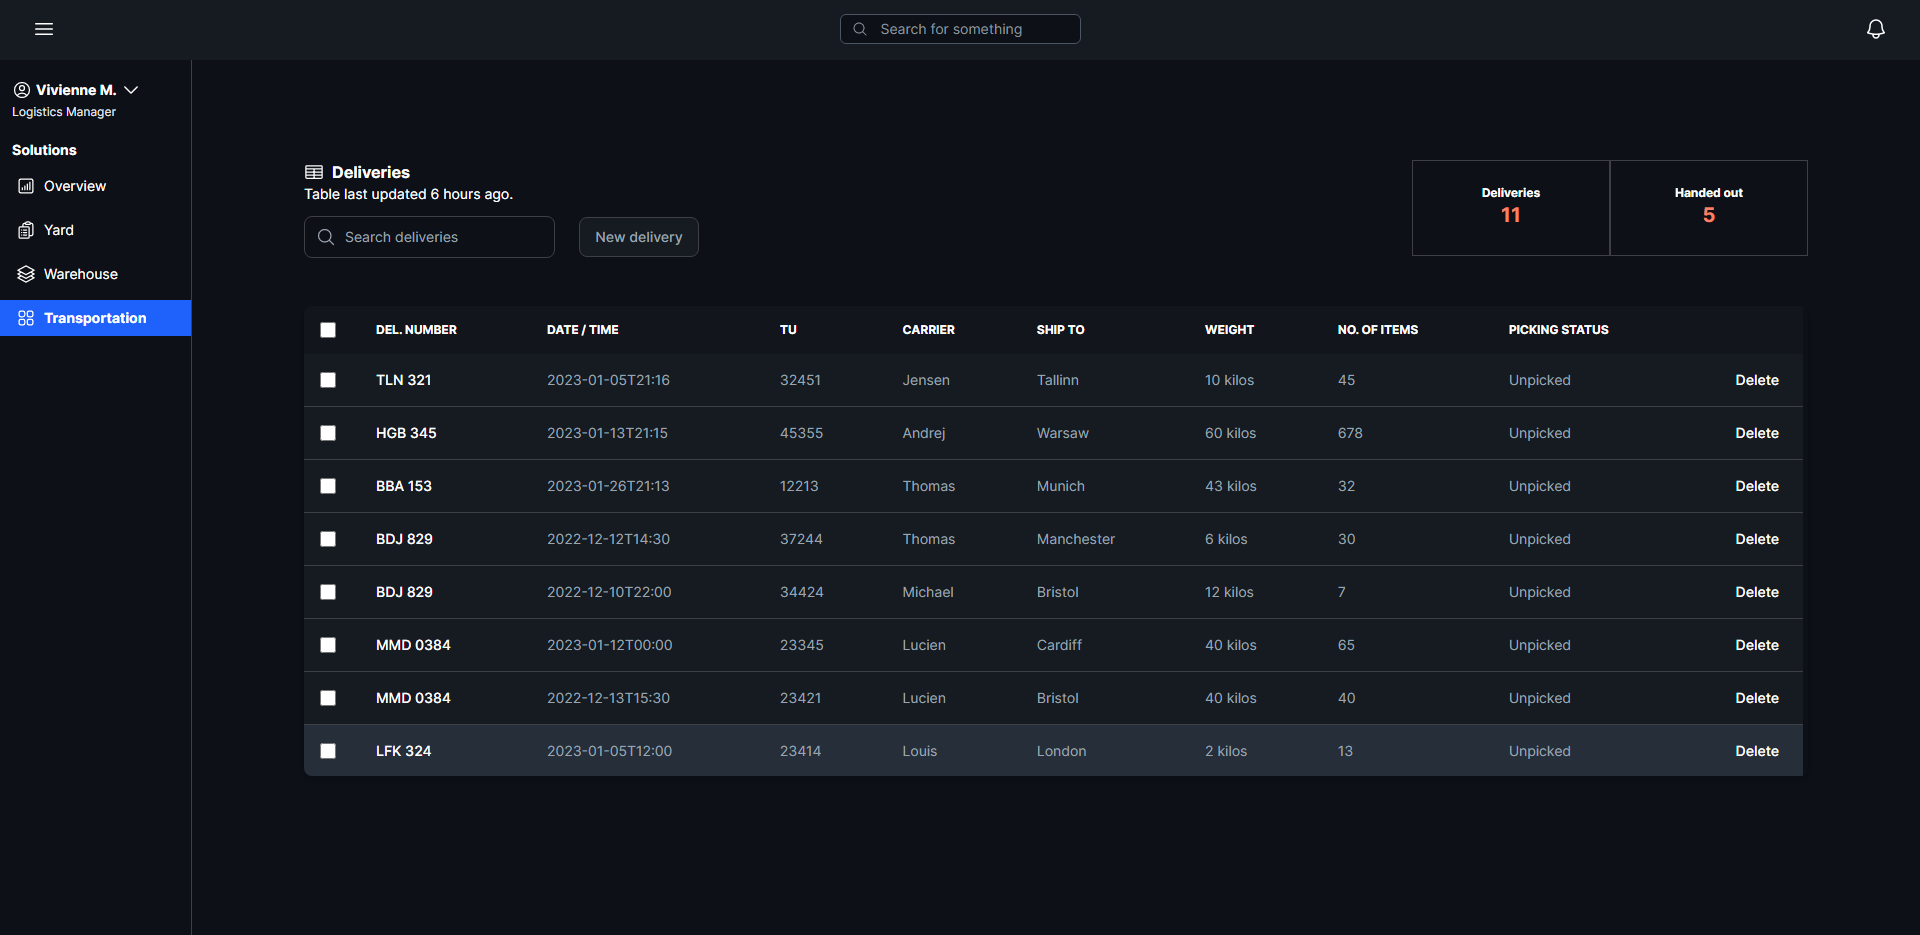 Search for something
Vivienne M.
Logistics Manager
Solutions
Overview
Yard
Warehouse
Transportation
Deliveries
Table last updated 6 hours ago.
Search deliveries
New delivery
Deliveries
11
Handed out
5
DEL. NUMBER DATE / TIME TU CARRIER SHIP TO WEIGHT NO. OF ITEMS PICKING STATUS
TLN 321 2023-01-05T21:16 32451 Jensen Tallinn 10 kilos 45 Unpicked Delete
HGB 345 2023-01-13T21:15 45355 Andrej Warsaw 60 kilos 678 Unpicked Delete
BBA 153 2023-01-26T21:13 12213 Thomas Munich 43 kilos 32 Unpicked Delete
BDJ 829 2022-12-12T14:30 37244 Thomas Manchester 6 kilos 30 Unpicked Delete
BDJ 829 2022-12-10T22:00 34424 Michael Bristol 12 kilos 7 Unpicked Delete
MMD 0384 2023-01-12T00:00 23345 Lucien Cardiff 40 kilos 65 Unpicked Delete
MMD 0384 2022-12-13T15:30 23421 Lucien Bristol 40 kilos 40 Unpicked Delete
LFK 324 2023-01-05T12:00 23414 Louis London 2 kilos 13 Unpicked Delete